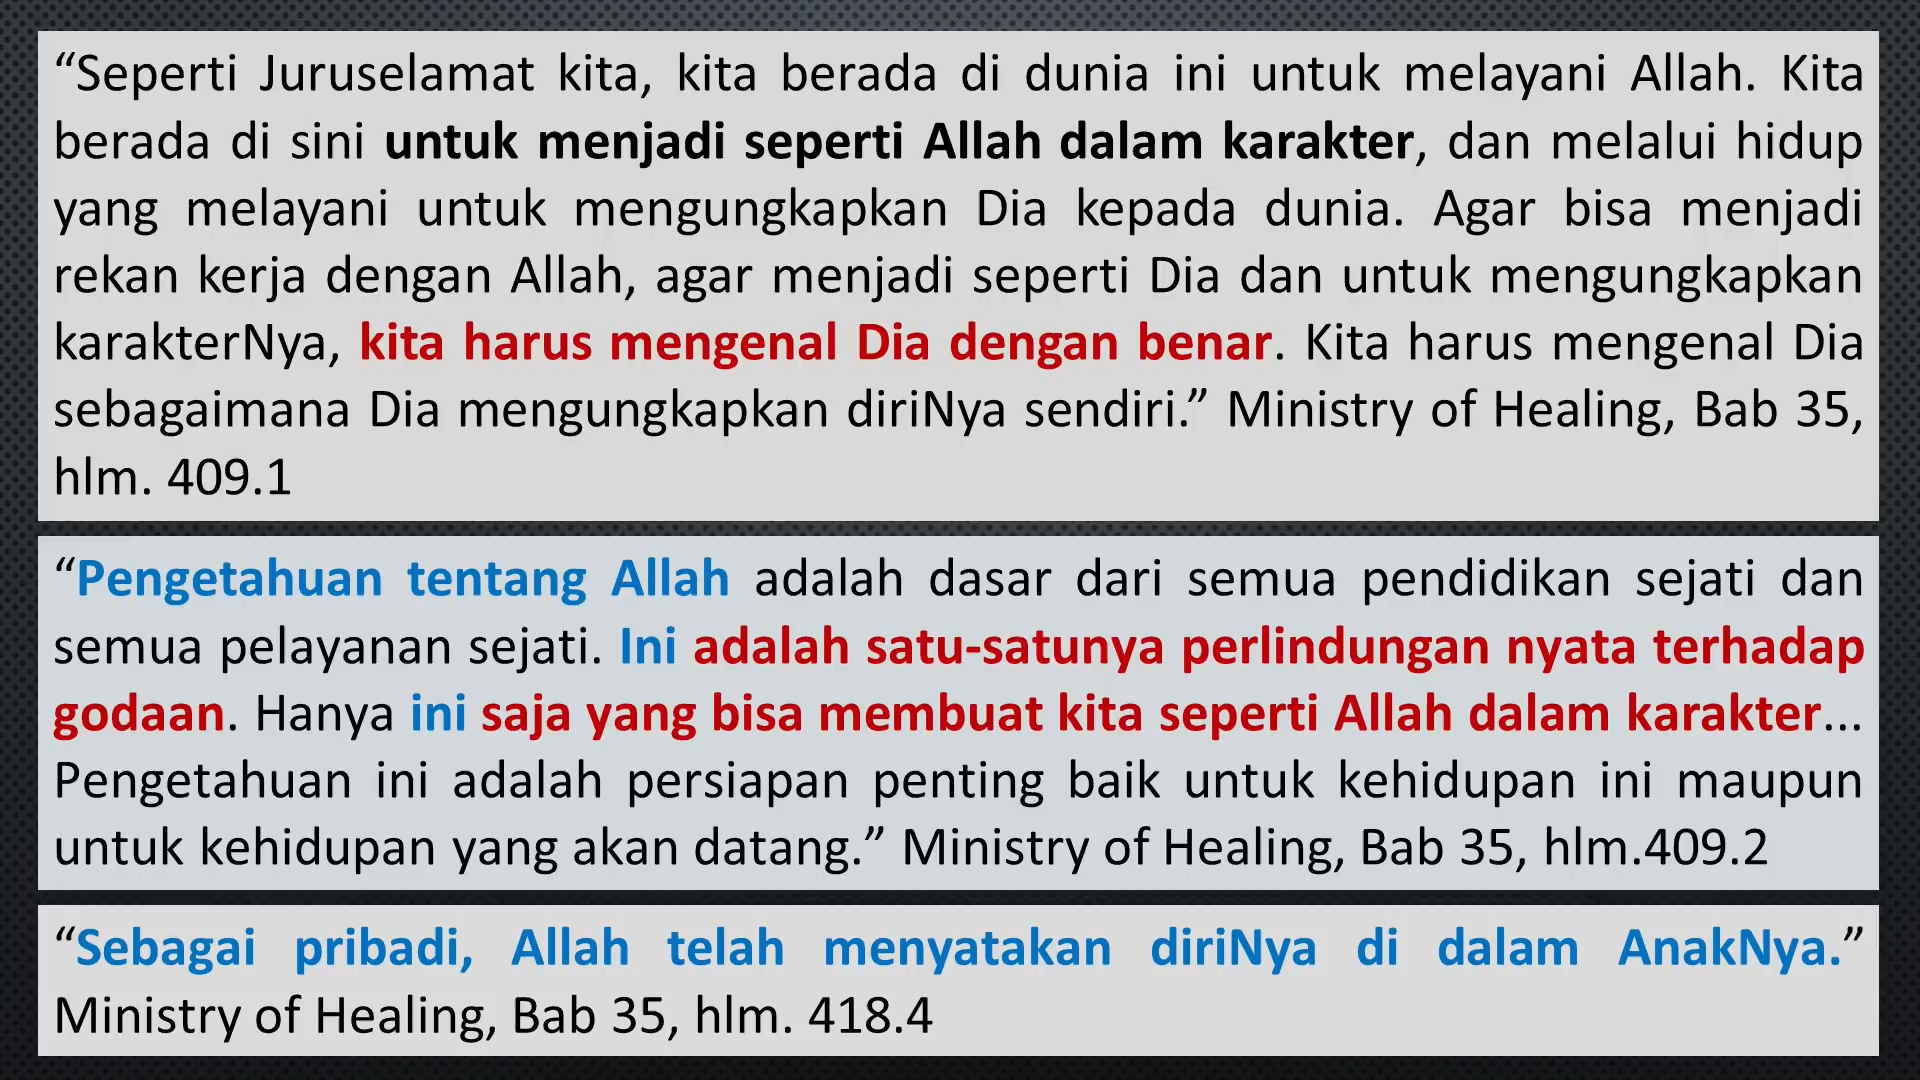 “Seperti Juruselamat kita, kita berada di dunia ini untuk melayani Allah. Kita
berada di sini untuk menjadi seperti Allah dalam karakter, dan melalui hidup
yang melayani untuk mengungkapkan Dia kepada dunia. Agar bisa menjadi
rekan kerja dengan Allah, agar menjadi seperti Dia dan untuk mengungkapkan
karakterNya, kita harus mengenal Dia dengan benar. Kita harus mengenal Dia
sebagaimana Dia mengungkapkan diriNya sendiri.” Ministry of Healing, Bab 35,
hlm. 409.1
“Pengetahuan tentang Allah adalah dasar dari semua pendidikan sejati dan
semua pelayanan sejati. Ini adalah satu-satunya perlindungan nyata terhadap
godaan. Hanya ini saja yang bisa membuat kita seperti Allah dalam karakter...
Pengetahuan ini adalah persiapan penting baik untuk kehidupan ini maupun
untuk kehidupan yang akan datang.” Ministry of Healing, Bab 35, hlm.409.2
“Sebagai pribadi, Allah telah menyatakan diriNya di dalam AnakNya.”
Ministry of Healing, Bab 35, hlm. 418.4